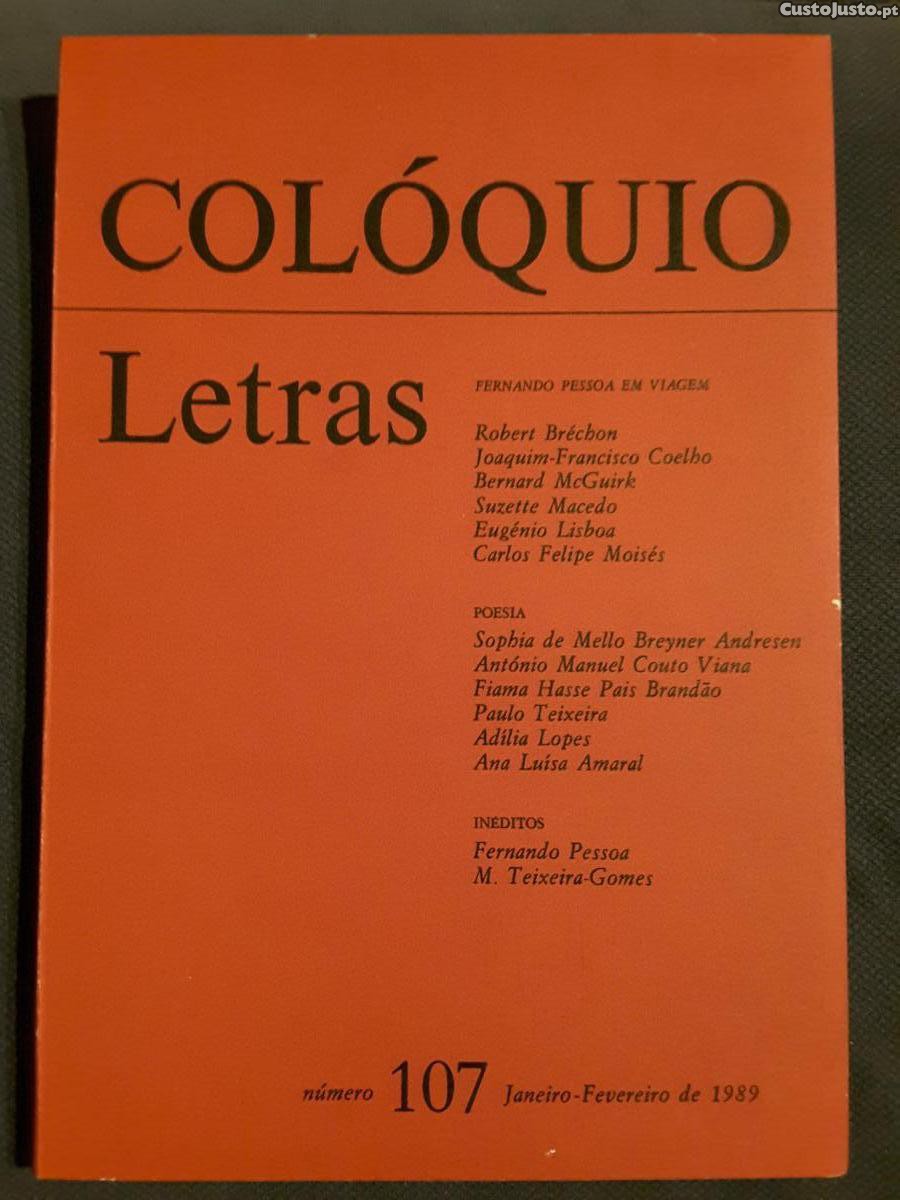 CustoJusto.pt
COLÓQUIO
Letras
FERNANDO PESSOA EM VIAGEM
Robert Bréchon
Joaquim-Francisco Coelho
Bernard McGuirk
Suzette Macedo
Eugénio Lisboa
Carlos Felipe Moisés
POESIA
Sophia de Mello Breyner Andresen
António Manuel Couto Viana
Fiama Hasse Pais Brandão
Paulo Teixeira
Adília Lopes
Ana Luísa Amaral
INÉDITOS
Fernando Pessoa
M. Teixeira-Gomes
número 107 Janeiro-Fevereiro de 1989